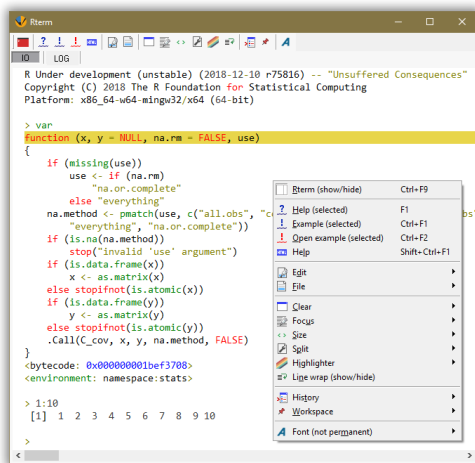 Rterm
IO LOG
R Under development (unstable) (2018-12-10 r75816) -- "Unsuffered Consequences"
Copyright (C) 2018 The R Foundation for Statistical Computing
Platform: x86_64-w64-mingw32/x64 (64-bit)
> var
function (x, y = NULL, na.rm = FALSE, use)
{
    if (missing(use))
        use <- if (na.rm)
            "na.or.complete"
        else "everything"
    na.method <- pmatch(use, c("all.obs",
        "everything", "na.or.complete"))
    if (is.na(na.method))
        stop("invalid 'use' argument")
    if (is.data.frame(x))
        x <- as.matrix(x)
    else stopifnot(is.atomic(x))
    if (is.data.frame(y))
        y <- as.matrix(y)
    else stopifnot(is.atomic(y))
    .Call(C_cov, x, y, na.method, FALSE)
}
<bytecode: 0x000000001bef3708>
<environment: namespace:stats>
> 1:10
 [1]  1  2  3  4  5  6  7  8  9 10
>
Rterm (show/hide) Ctrl+F9
Help (selected) F1
Example (selected) Ctrl+F1
Open example (selected) Ctrl+F2
Help Shift+Ctrl+F1
Edit
File
Clear
Focus
Size
Split
Highlighter
Line wrap (show/hide)
History
Workspace
Font (not permanent)